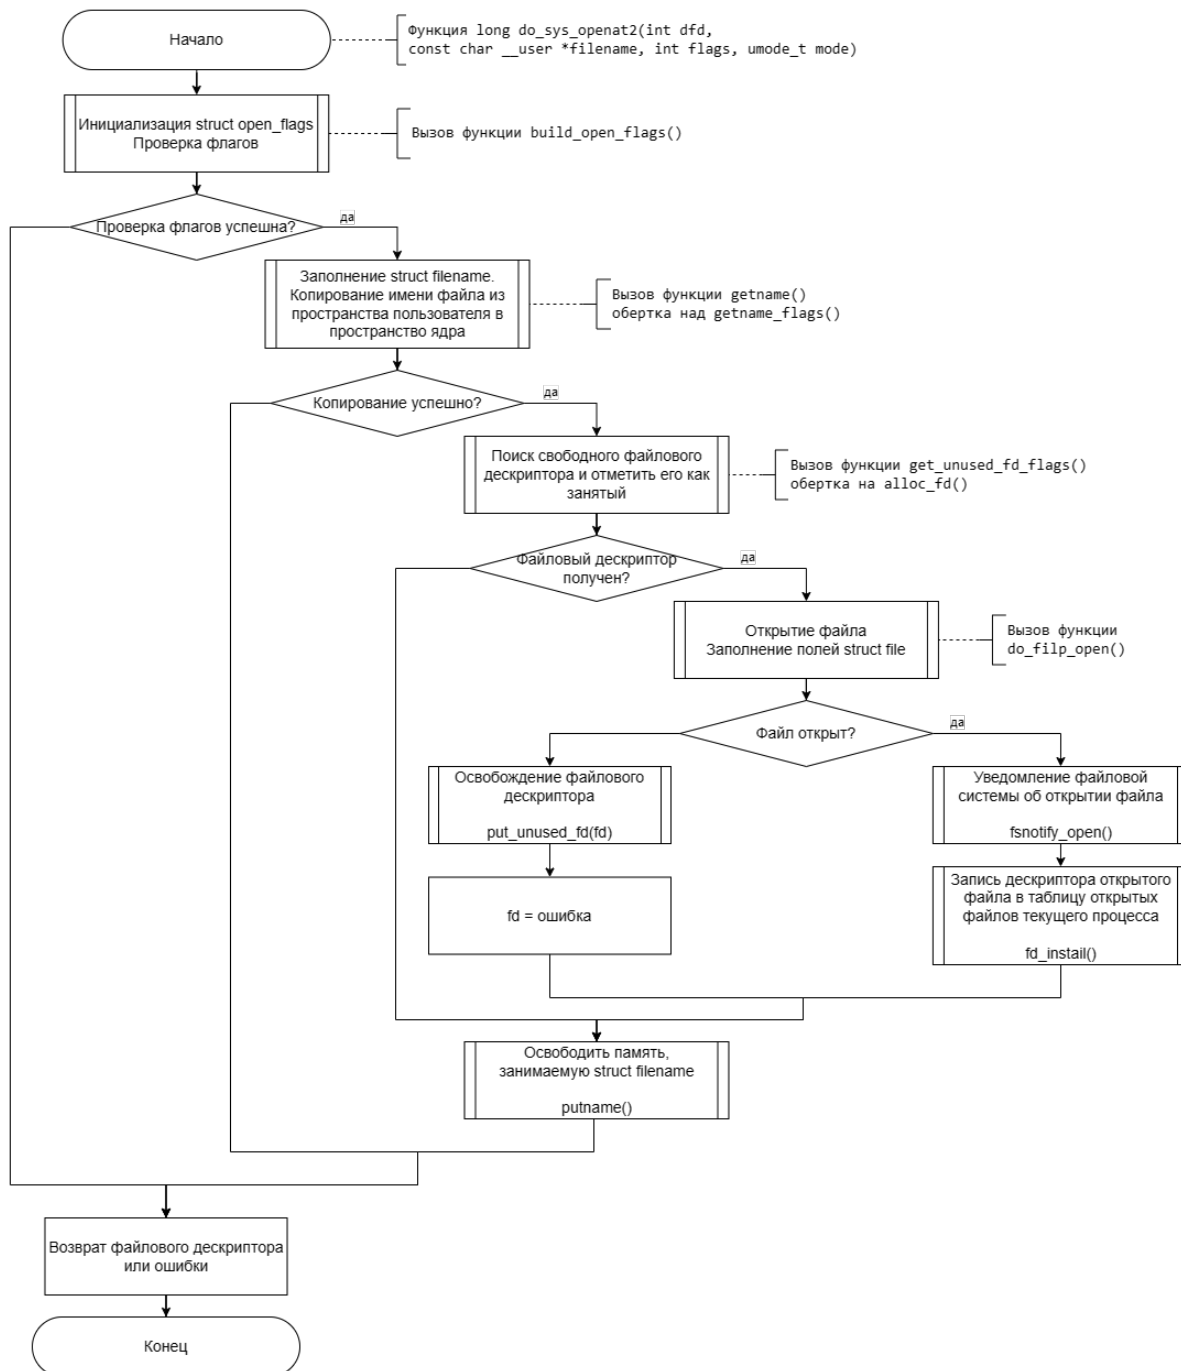 Начало
Функция long do_sys_openat2(int dfd,
const char __user *filename, int flags, umode_t mode)
Инициализация struct open_flags
Проверка флагов
Вызов функции build_open_flags()
Проверка флагов успешна?
да
Заполнение struct filename.
Копирование имени файла из
пространства пользователя в
пространство ядра
Вызов функции getname()
обертка над getname_flags()
Копирование успешно?
да
Поиск свободного файлового
дескриптора и отметить его как
занятый
Вызов функции get_unused_fd_flags()
обертка на alloc_fd()
Файловый дескриптор
получен?
да
Открытие файла
Заполнение полей struct file
Вызов функции
do_filp_open()
Файл открыт?
да
Освобождение файлового
дескриптора
put_unused_fd(fd)
Уведомление файловой
системы об открытии файла
fsnotify_open()
fd = ошибка
Запись дескриптора открытого
файла в таблицу открытых
файлов текущего процесса
fd_instail()
Освободить память,
занимаемую struct filename
putname()
Возврат файлового дескриптора
или ошибки
Конец